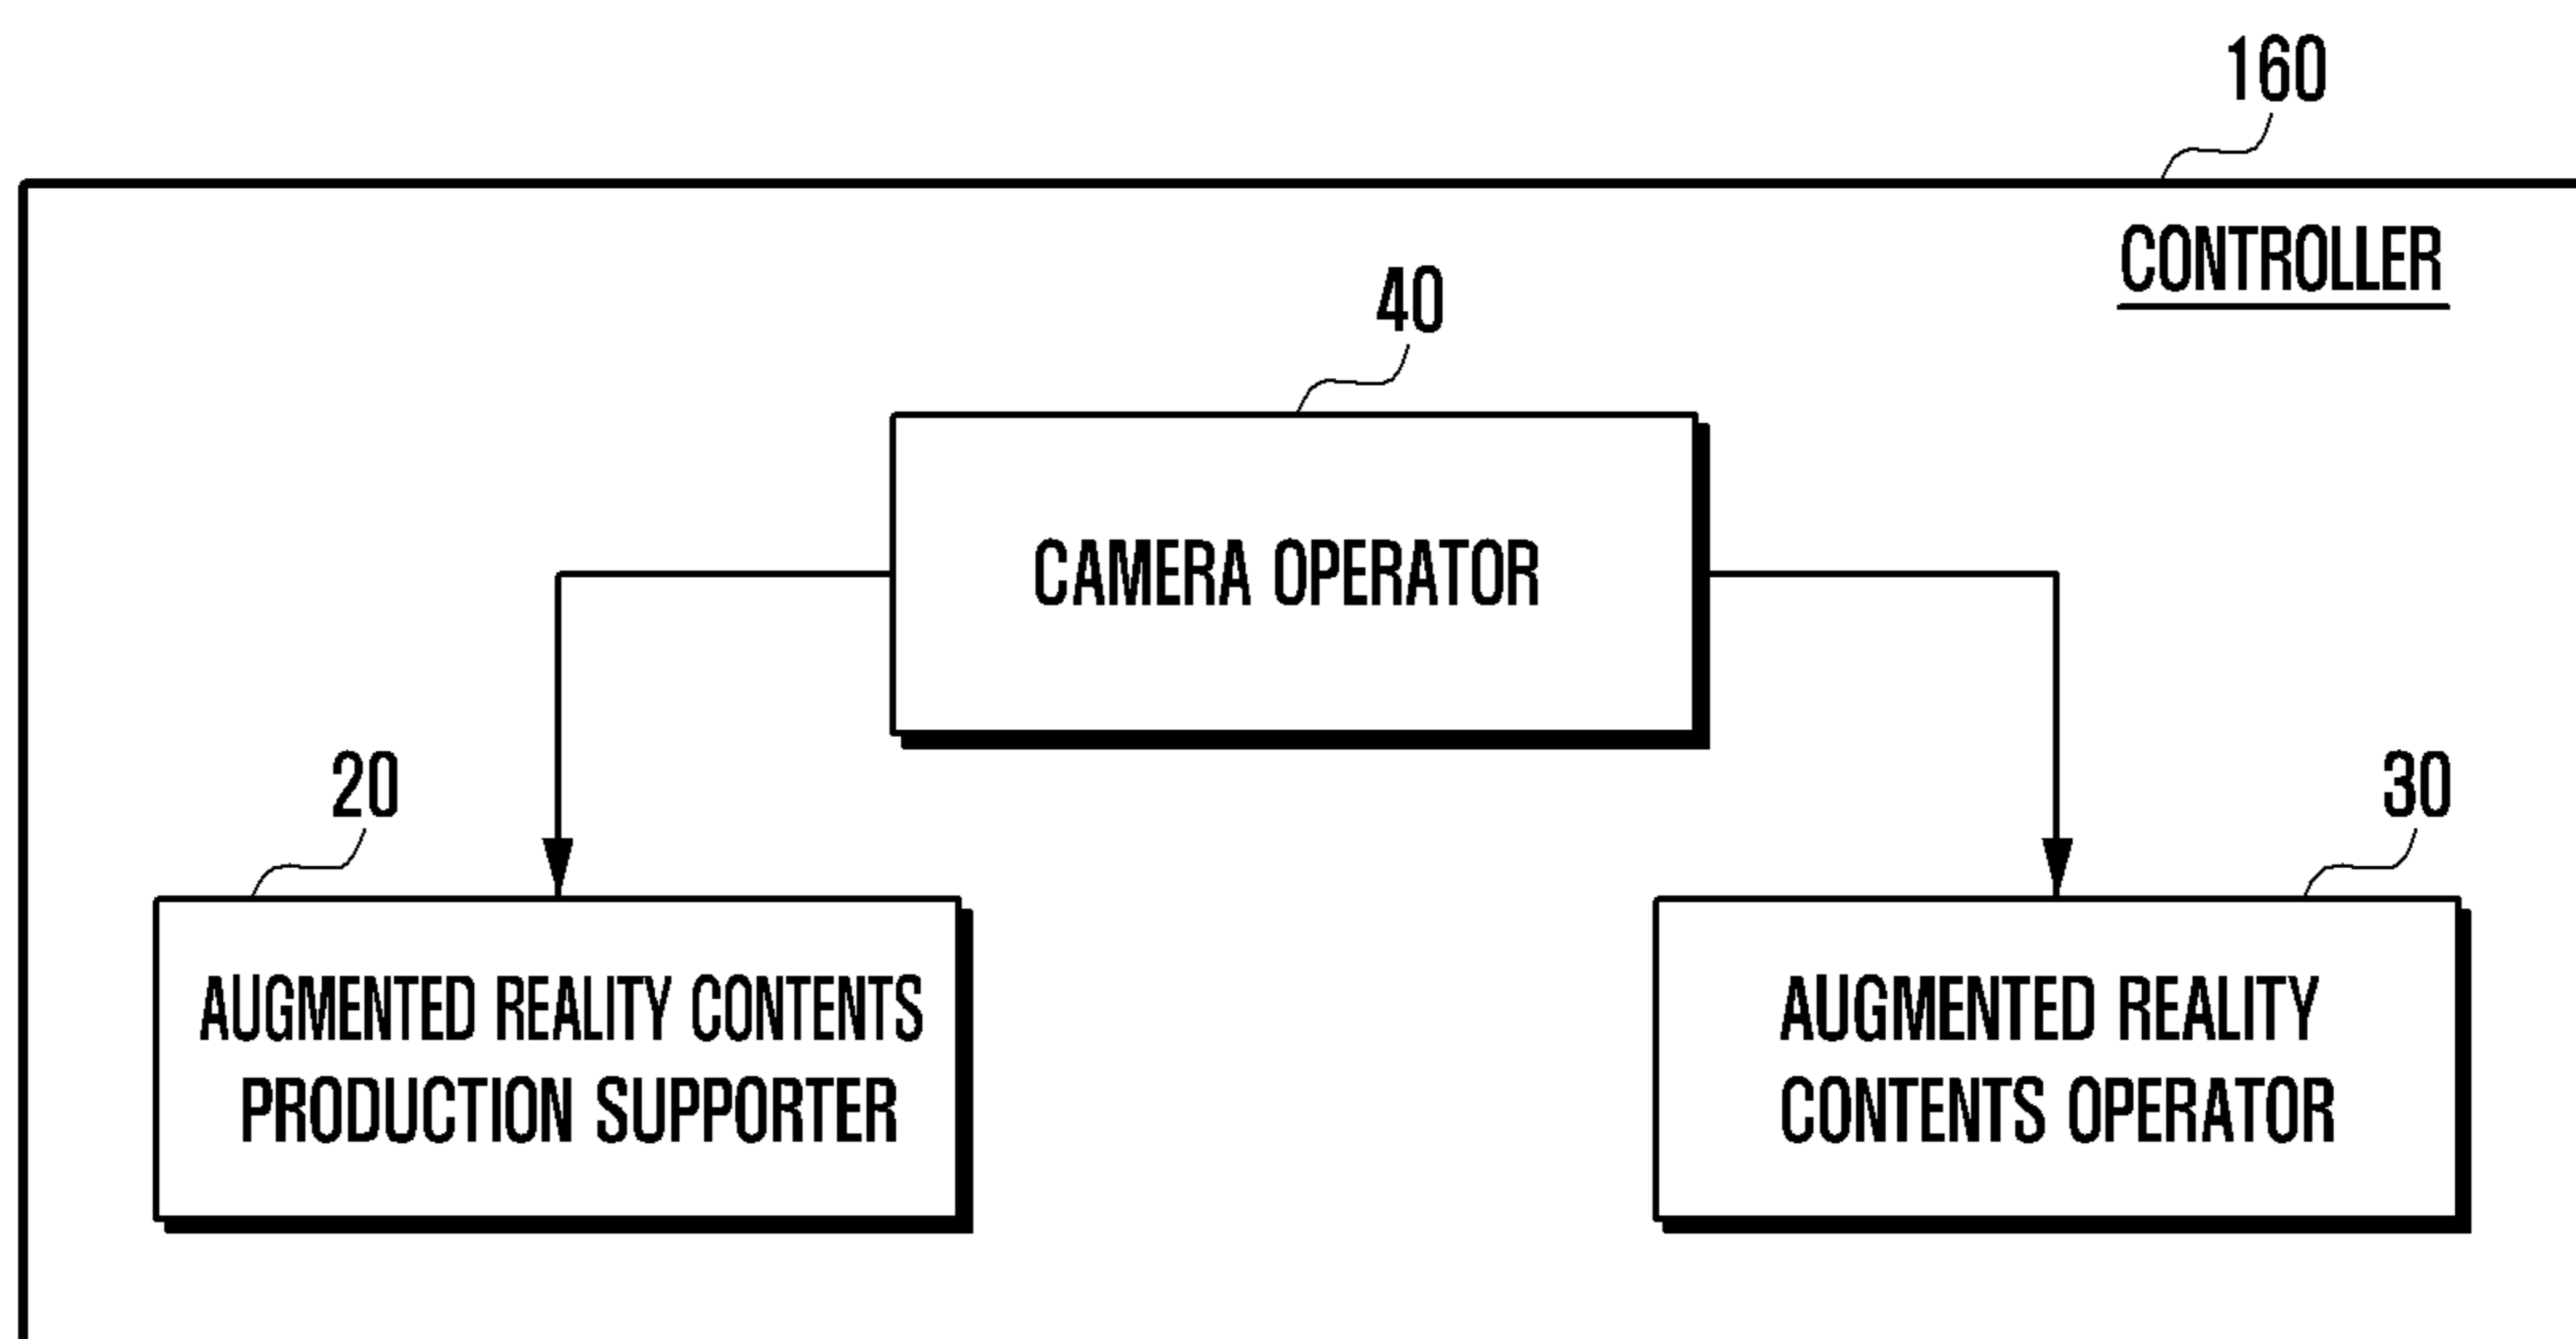 160
CONTROLLER
40
CAMERA OPERATOR
20
30
AUGMENTED REALITY CONTENTS
PRODUCTION SUPPORTER
AUGMENTED REALITY
CONTENTS OPERATOR